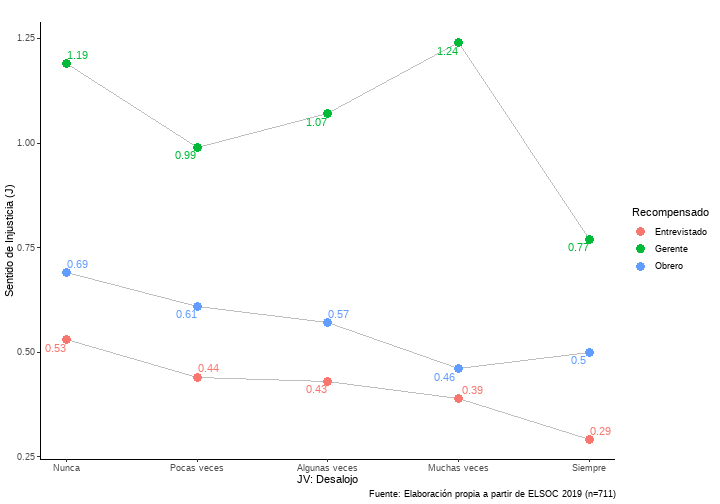 1.25
1.00
0.75
0.50
0.25
Sentido de Injusticia (J)
1.19
0.99
1.07
1.24
0.77
0.69
0.61
0.57
0.46
0.5
0.53
0.44
0.43
0.39
0.29
Nunca
Pocas veces
Algunas veces
Muchas veces
Siempre
JV: Desalojo
Recompensado
Entrevistado
Gerente
Obrero
Fuente: Elaboración propia a partir de ELSOC 2019 (n=711)